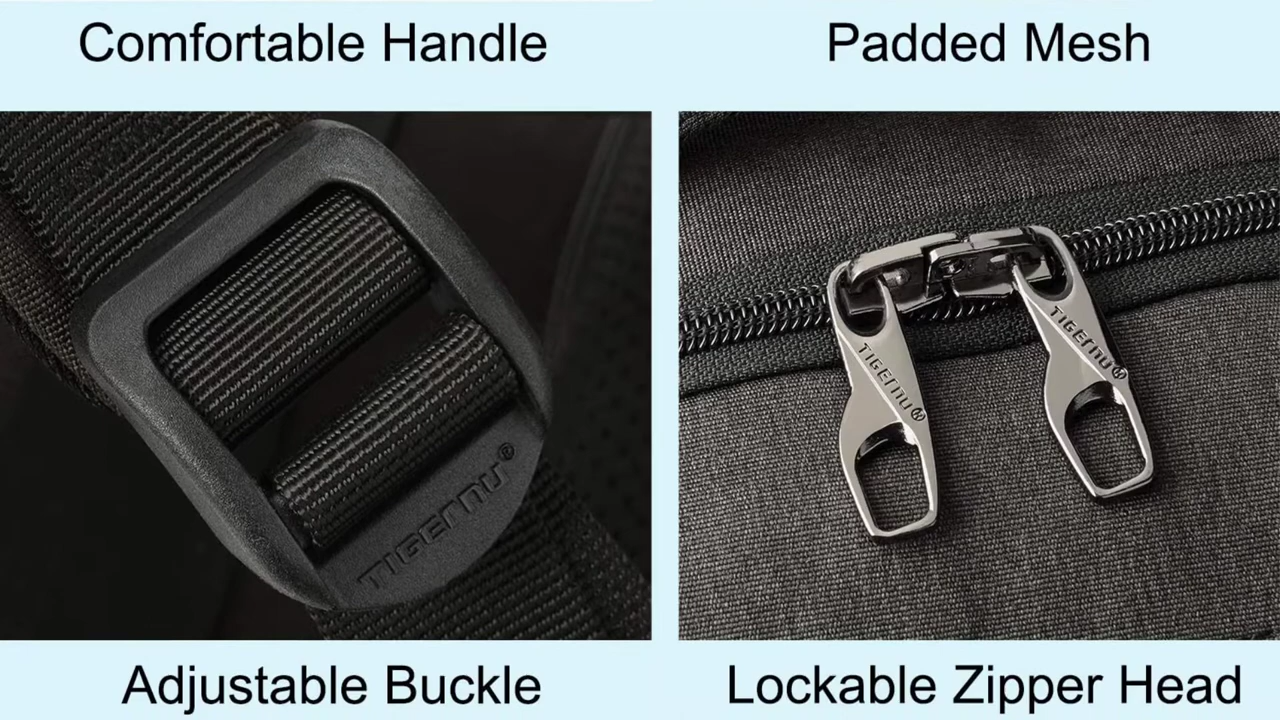 Comfortable Handle
Padded Mesh
TIGERNU®
TIGERNU®
TIGERNU®
Adjustable Buckle
Lockable Zipper Head